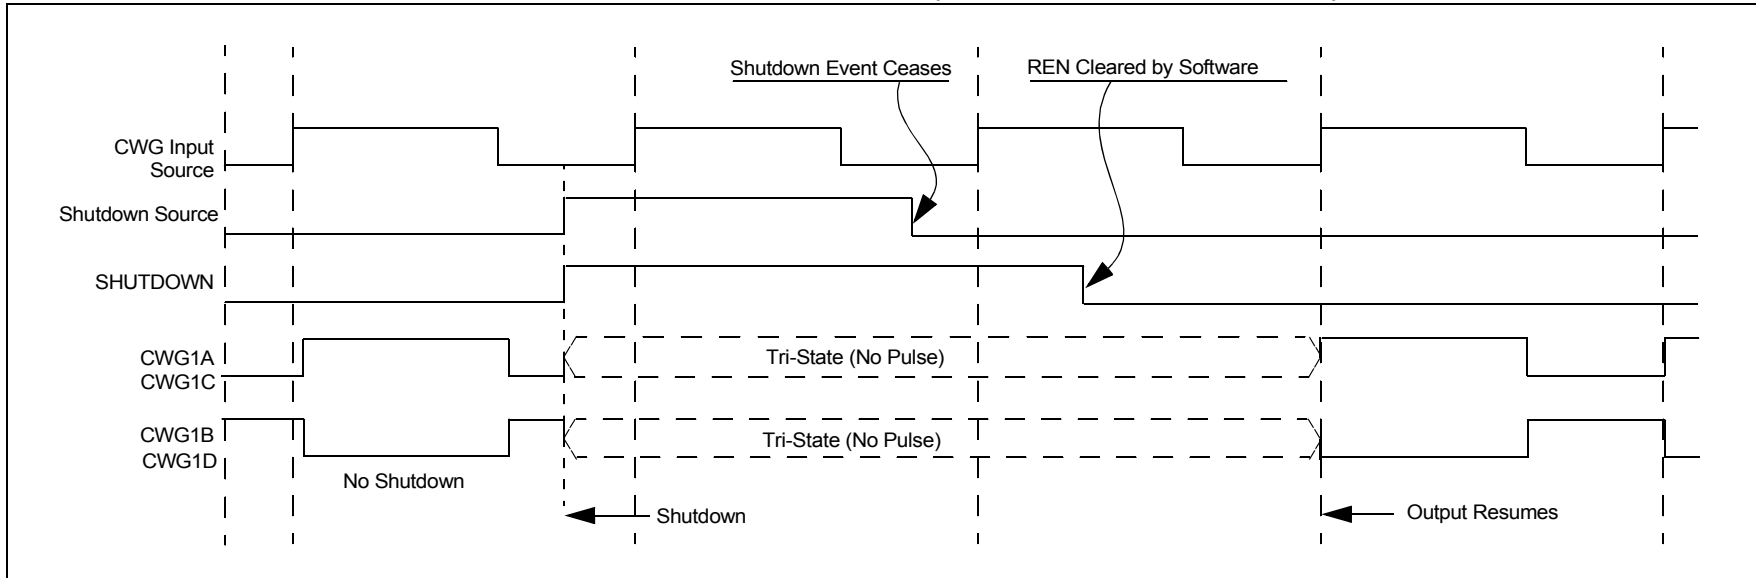 Shutdown Event Ceases
REN Cleared by Software
CWG Input
Source
Shutdown Source
SHUTDOWN
CWG1A
CWG1C
Tri-State (No Pulse)
CWG1B
CWG1D
Tri-State (No Pulse)
No Shutdown
Shutdown
Output Resumes